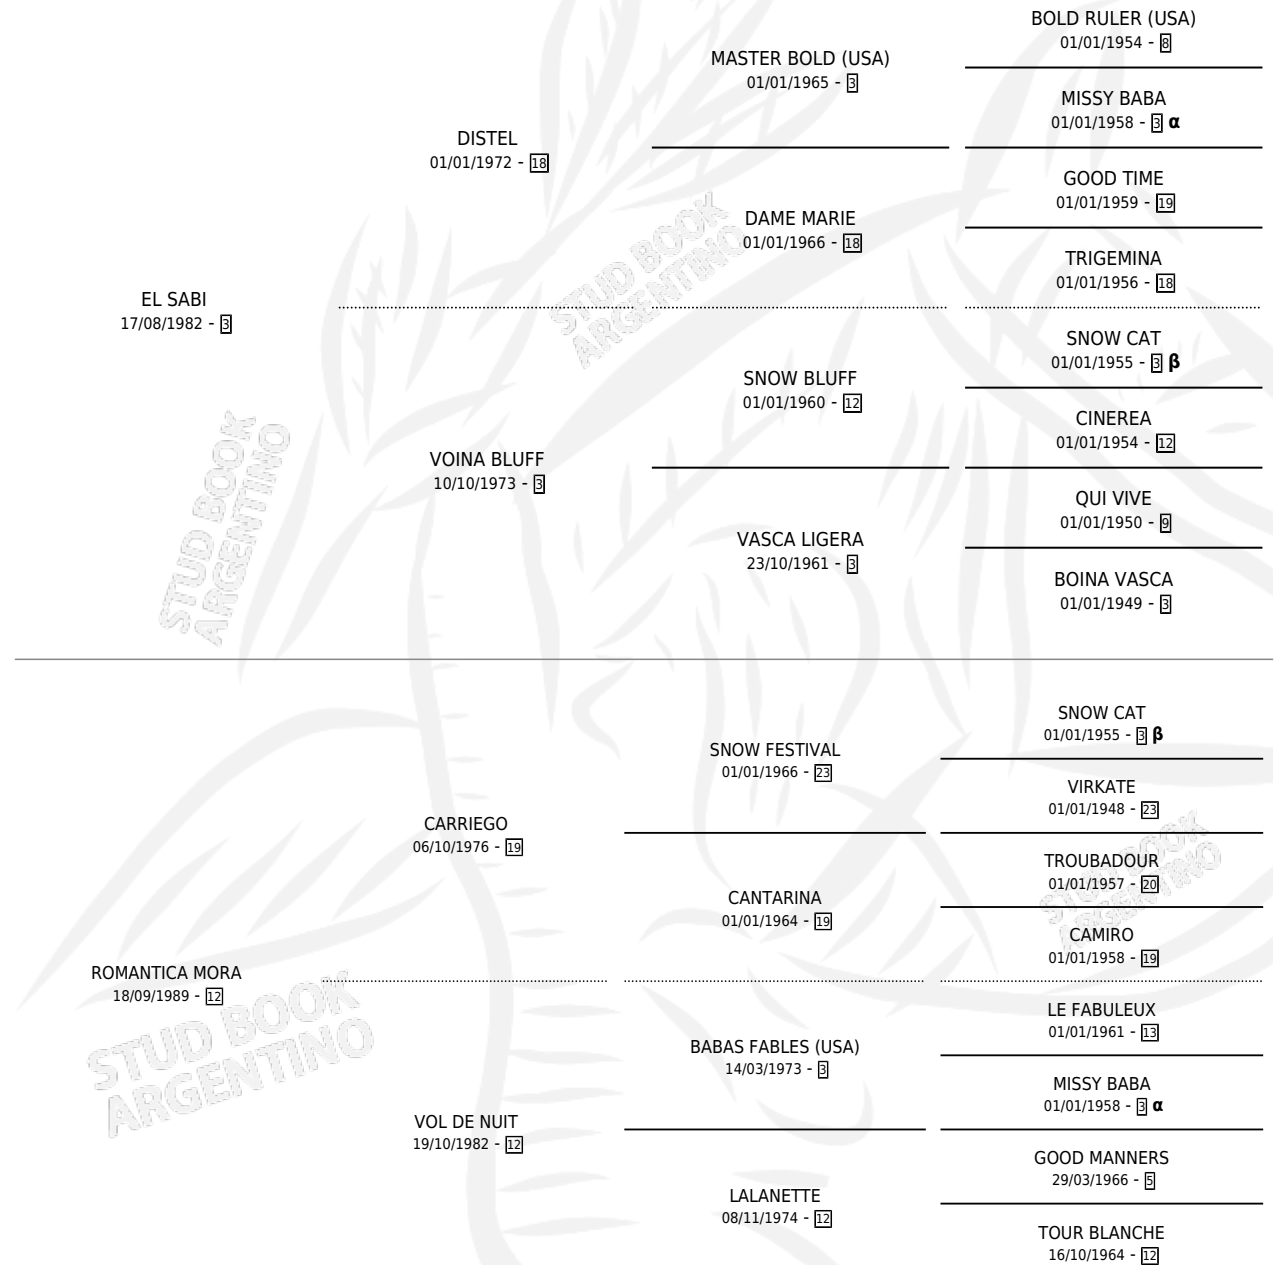 BOLD RULER (USA)
01/01/1954 - 8
MASTER BOLD (USA)
01/01/1965 - 3
MISSY BABA
01/01/1958 - 3 α
DISTEL
01/01/1972 - 18
GOOD TIME
01/01/1959 - 19
DAME MARIE
01/01/1966 - 18
TRIGEMINA
01/01/1956 - 18
STUD BOOK
ARGENTINO
EL SABI
17/08/1982 - 3
SNOW CAT
01/01/1955 - 3 β
SNOW BLUFF
01/01/1960 - 12
CINEREA
01/01/1954 - 12
VOINA BLUFF
10/10/1973 - 3
QUI VIVE
01/01/1950 - 9
VASCA LIGERA
23/10/1961 - 3
BOINA VASCA
01/01/1949 - 3
STUD BOOK
ARGENTINO
SNOW CAT
01/01/1955 - 3 β
SNOW FESTIVAL
01/01/1966 - 23
VIRKATE
01/01/1948 - 23
CARRIEGO
06/10/1976 - 19
TROUBADOUR
01/01/1957 - 20
CANTARINA
01/01/1964 - 19
CAMIRO
01/01/1958 - 19
STUD BOOK
ARGENTINO
ROMANTICA MORA
18/09/1989 - 12
LE FABULEUX
01/01/1961 - 13
BABAS FABLES (USA)
14/03/1973 - 3
MISSY BABA
01/01/1958 - 3 α
VOL DE NUIT
19/10/1982 - 12
GOOD MANNERS
29/03/1966 - 5
LALANETTE
08/11/1974 - 12
TOUR BLANCHE
16/10/1964 - 12
STUD BOOK
ARGENTINO